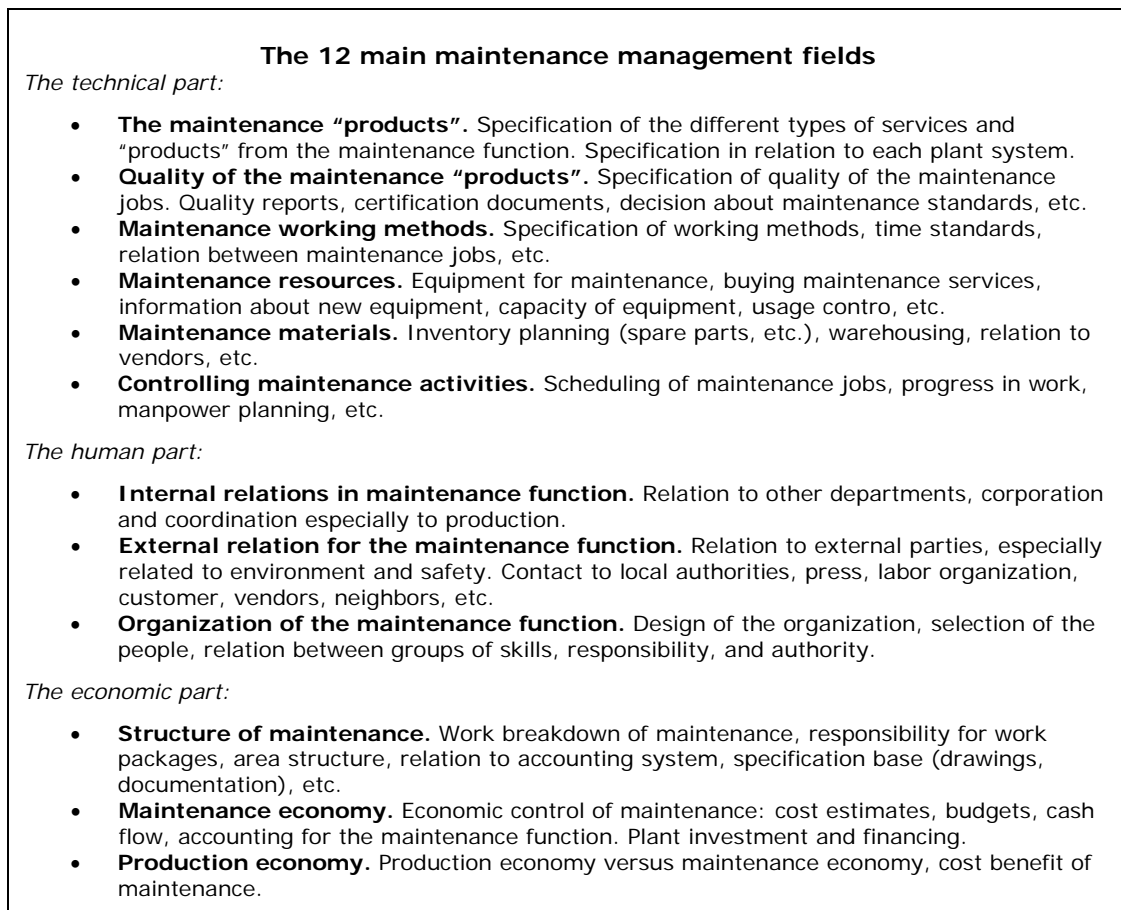 The 12 main maintenance management fields
The technical part:
• The maintenance “products”. Specification of the different types of services and
“products” from the maintenance function. Specification in relation to each plant system.
• Quality of the maintenance “products”. Specification of quality of the maintenance
jobs. Quality reports, certification documents, decision about maintenance standards, etc.
• Maintenance working methods. Specification of working methods, time standards,
relation between maintenance jobs, etc.
• Maintenance resources. Equipment for maintenance, buying maintenance services,
information about new equipment, capacity of equipment, usage contro, etc.
• Maintenance materials. Inventory planning (spare parts, etc.), warehousing, relation to
vendors, etc.
• Controlling maintenance activities. Scheduling of maintenance jobs, progress in work,
manpower planning, etc.
The human part:
• Internal relations in maintenance function. Relation to other departments, corporation
and coordination especially to production.
• External relation for the maintenance function. Relation to external parties, especially
related to environment and safety. Contact to local authorities, press, labor organization,
customer, vendors, neighbors, etc.
• Organization of the maintenance function. Design of the organization, selection of the
people, relation between groups of skills, responsibility, and authority.
The economic part:
• Structure of maintenance. Work breakdown of maintenance, responsibility for work
packages, area structure, relation to accounting system, specification base (drawings,
documentation), etc.
• Maintenance economy. Economic control of maintenance: cost estimates, budgets, cash
flow, accounting for the maintenance function. Plant investment and financing.
• Production economy. Production economy versus maintenance economy, cost benefit of
maintenance.